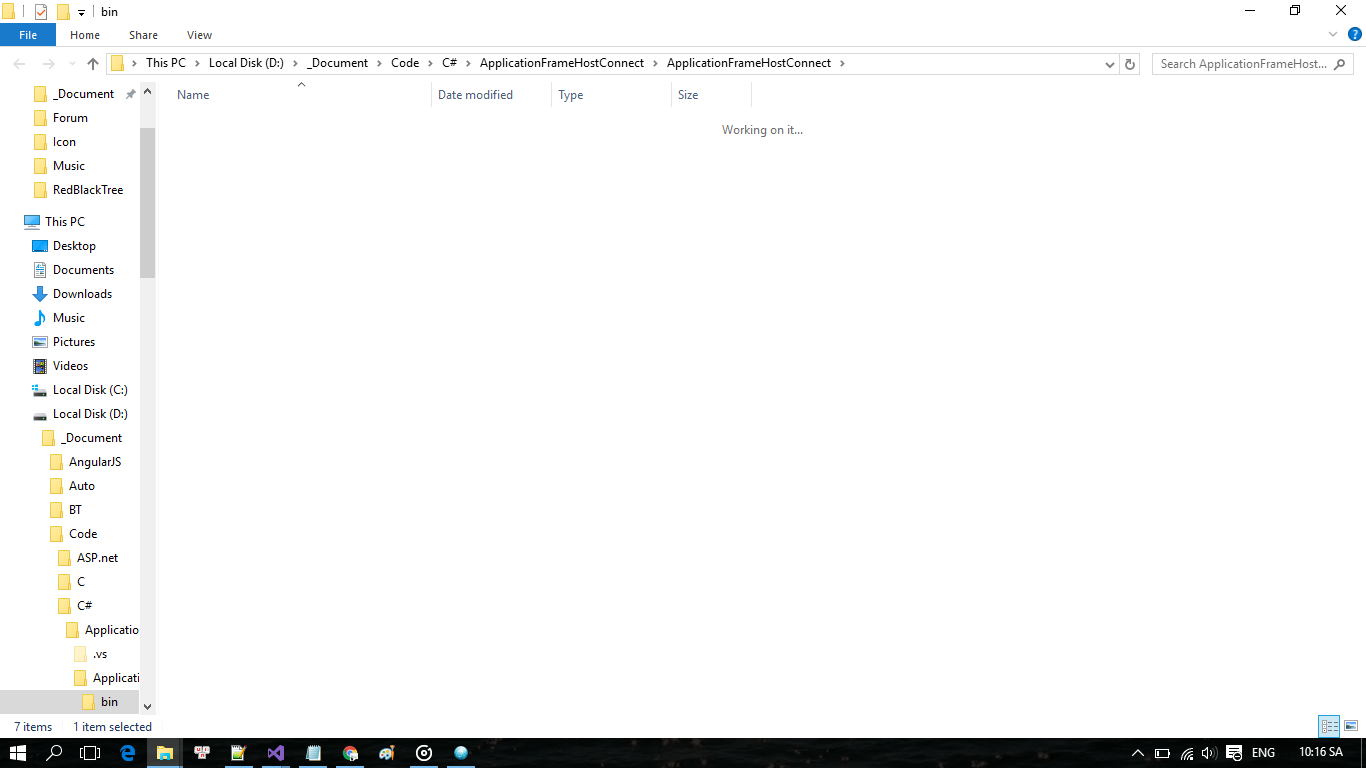 bin
File Home Share View
This PC Local Disk (D:) _Document Code C# ApplicationFrameHostConnect ApplicationFrameHostConnect
Search ApplicationFrameHost...
Name Date modified Type Size
Working on it...
_Document
Forum
Icon
Music
RedBlackTree
This PC
Desktop
Documents
Downloads
Music
Pictures
Videos
Local Disk (C:)
Local Disk (D:)
_Document
AngularJS
Auto
BT
Code
ASP.net
C
C#
Applicatio
.vs
Applicati
bin
7 items 1 item selected
ENG 10:16 SA